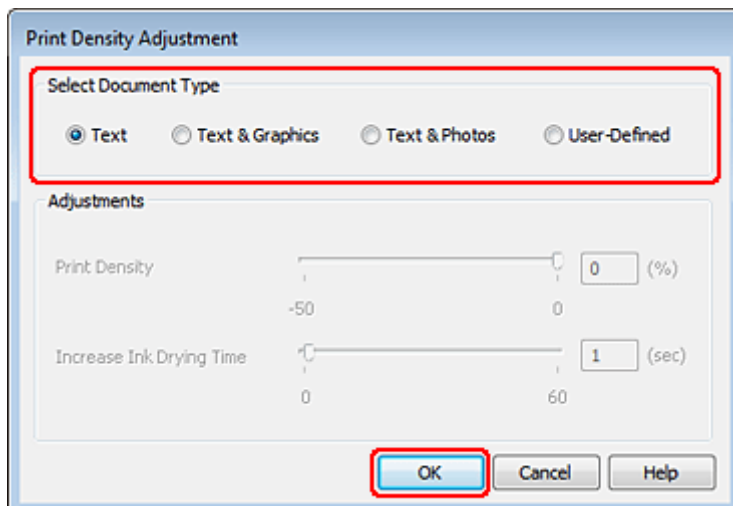 Print Density Adjustment
Select Document Type
Text Text & Graphics Text & Photos User-Defined
Adjustments
Print Density 0 (%)
-50 0
Increase Ink Drying Time 1 (sec)
0 60
OK Cancel Help